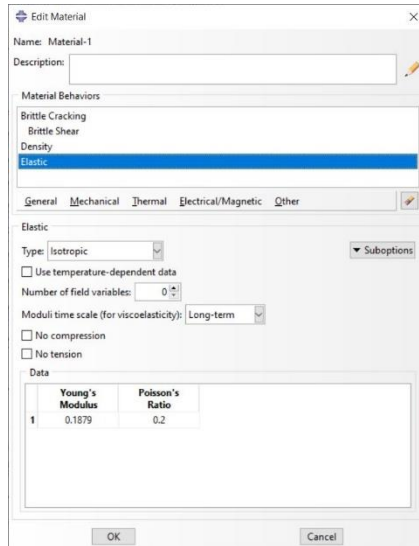 Edit Material
Name: Material-1
Description:
Material Behaviors
Brittle Cracking
Brittle Shear
Density
Elastic
General Mechanical Thermal Electrical/Magnetic Other
Elastic
Type: Isotropic ▼ Suboptions
Use temperature-dependent data
Number of field variables: 0
Moduli time scale (for viscoelasticity): Long-term
No compression
No tension
Data
Young's Modulus Poisson's Ratio
1 0.1879 0.2
OK Cancel